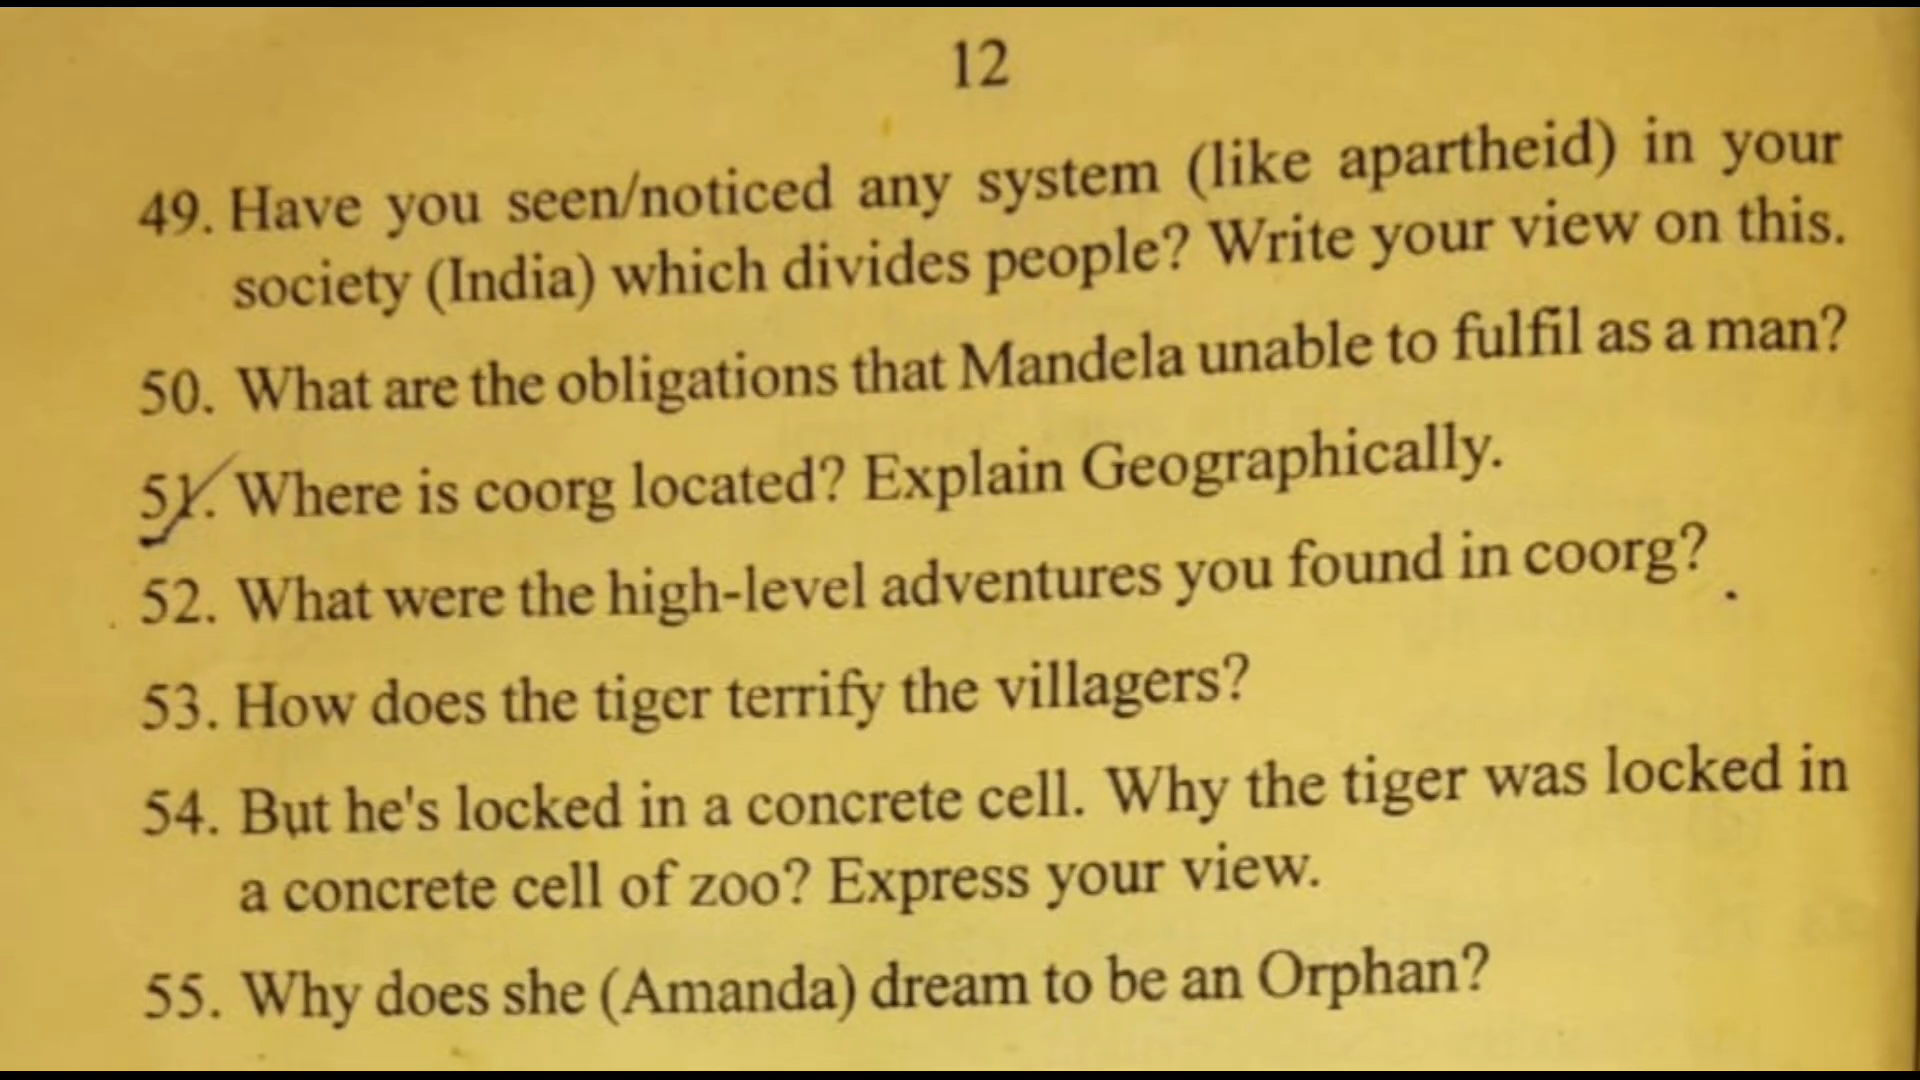 12
49. Have you seen/noticed any system (like apartheid) in your
society (India) which divides people? Write your view on this.
50. What are the obligations that Mandela unable to fulfil as a man?
51. Where is coorg located? Explain Geographically.
52. What were the high-level adventures you found in coorg?
53. How does the tiger terrify the villagers?
54. But he's locked in a concrete cell. Why the tiger was locked in
a concrete cell of zoo? Express your view.
55. Why does she (Amanda) dream to be an Orphan?